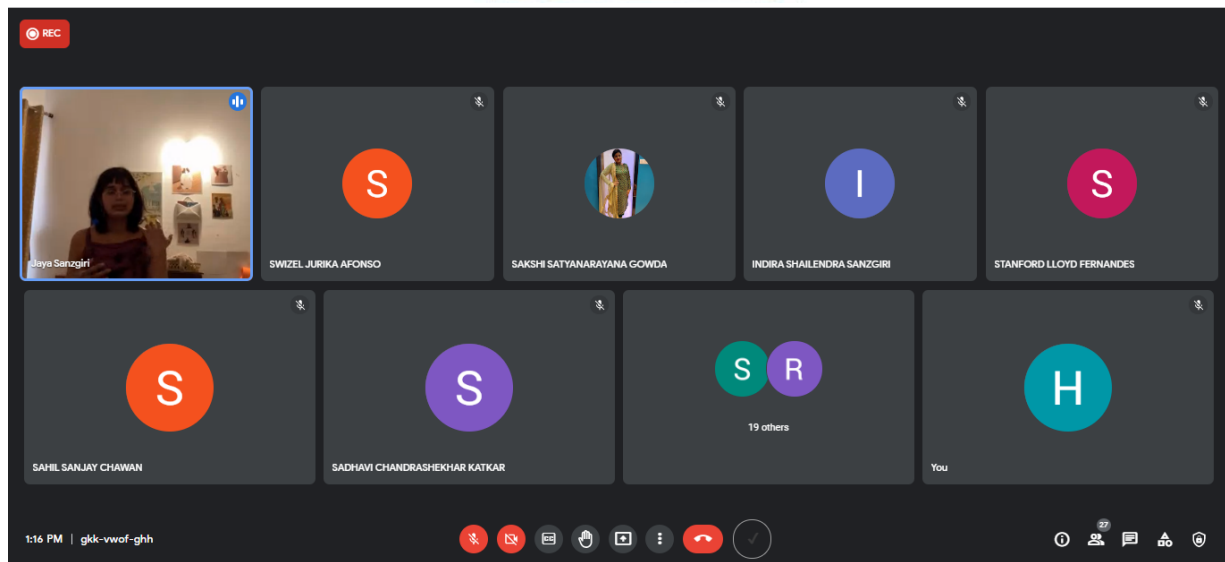 REC
Jaya Sanzgiri
S
SWIZEL JURIKA AFONSO
SAKSHI SATYANARAYANA GOWDA
I
INDIRA SHAILENDRA SANZGIRI
S
STANFORD LLOYD FERNANDES
S
SAHIL SANJAY CHAWAN
S
SADHAVI CHANDRASHEKHAR KATKAR
S R
19 others
H
You
1:16 PM | gkk-vwof-ghh
CC
27